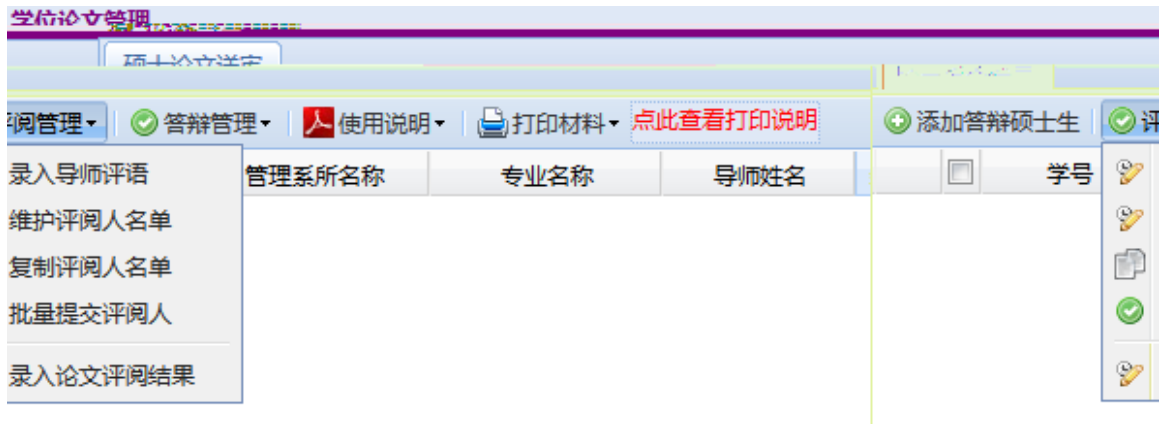 学位论文管理
硕士论文送审
评阅管理 答辩管理 使用说明 打印材料 点此查看打印说明 添加答辩硕士生 评
录入导师评语 管理系所名称 专业名称 导师姓名 学号
维护评阅人名单
复制评阅人名单
批量提交评阅人
录入论文评阅结果